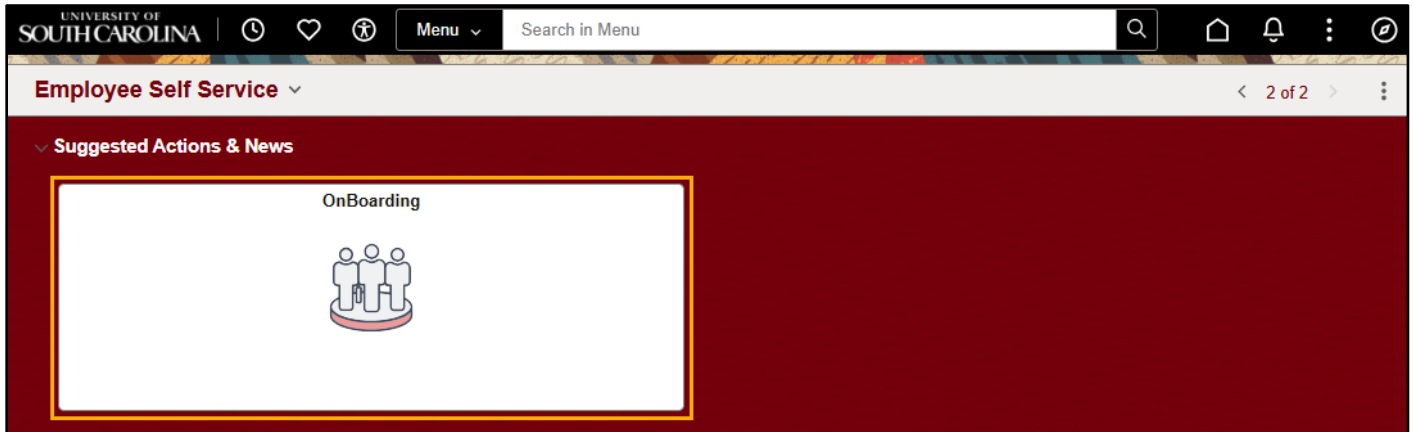 UNIVERSITY OF
SOUTH CAROLINA
Menu
Search in Menu
Employee Self Service
2 of 2
Suggested Actions & News
OnBoarding